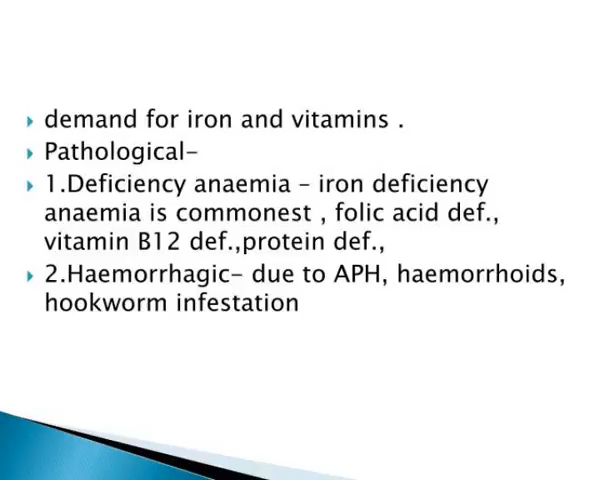 demand for iron and vitamins .
Pathological-
1.Deficiency anaemia – iron deficiency
anaemia is commonest , folic acid def.,
vitamin B12 def.,protein def.,
2.Haemorrhagic- due to APH, haemorrhoids,
hookworm infestation